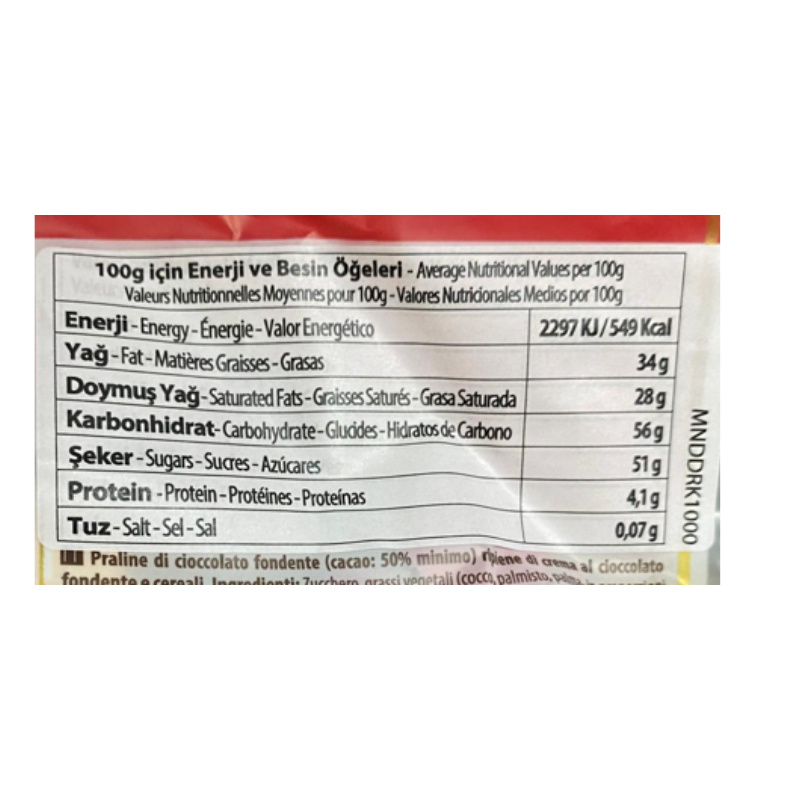 100g için Enerji ve Besin Öğeleri - Average Nutritional Values per 100g
Valeurs Nutritionnelles Moyennes pour 100g - Valores Nutricionales Medios por 100g
Enerji - Energy - Énergie - Valor Energético 2297 KJ/549 Kcal
Yağ - Fat - Matières Graisses - Grasas 34 g
Doymuş Yağ - Saturated Fats - Graisses Saturés - Grasa Saturada 28 g
Karbonhidrat - Carbohydrate - Glucides - Hidratos de Carbono 56 g
Şeker - Sugars - Sucres - Azúcares 51 g
Protein - Protein - Protéines - Proteínas 4,1 g
Tuz - Salt - Sel - Sal 0,07 g
MNDDRK1000
Praline di cioccolato fondente (cacao: 50% minimo) ripiene di crema al cioccolato
fondente e cereali. Ingredienti: Zucchero, grassi vegetali (cocco, palmisto, palma